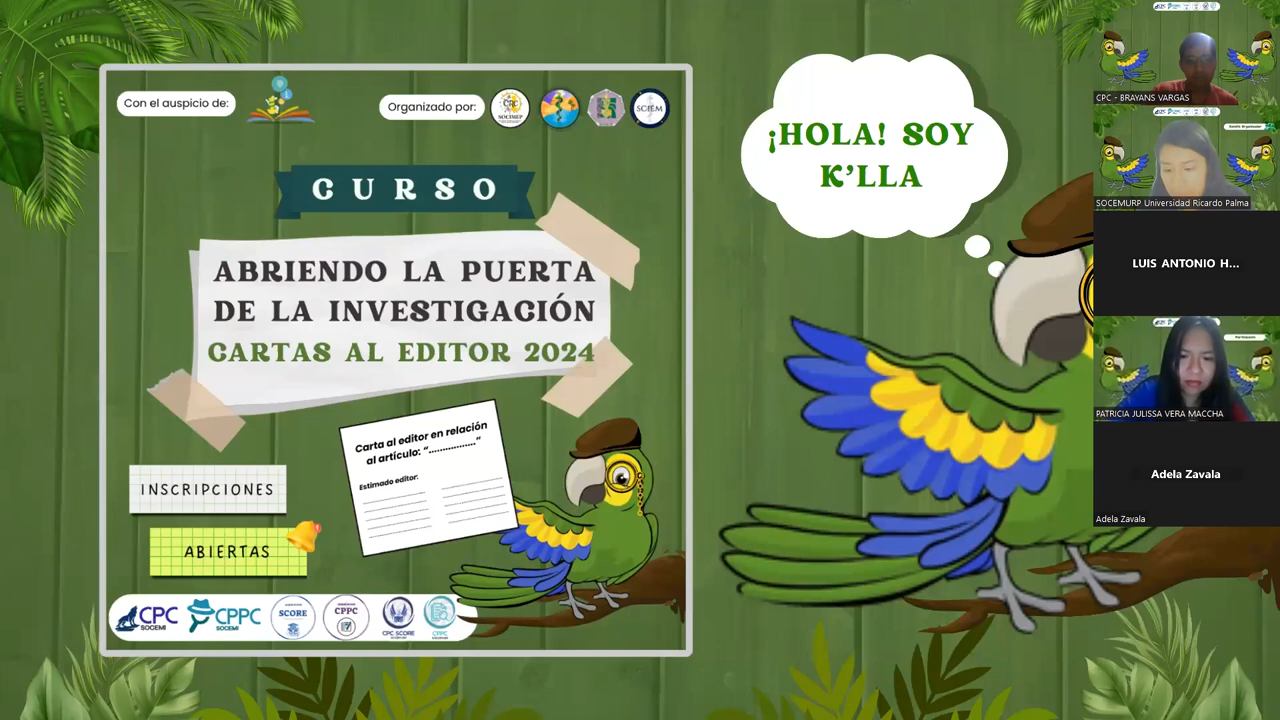 Con el auspicio de:
Organizado por:
SOCIMEP
SCIEM
CURSO
ABRIENDO LA PUERTA
DE LA INVESTIGACIÓN
CARTAS AL EDITOR 2024
Carta al editor en relación
al artículo: “.................”
Estimado editor:
INSCRIPCIONES
ABIERTAS
CPC
SOCEMI
CPPC
SOCEMI
SCORE
CPPC
CPC SCORE
CPPC
¡HOLA! SOY
K’LLA
CPC - BRAYANS VARGAS
SOCEMURP Universidad Ricardo Palma
LUIS ANTONIO H...
PATRICIA JULISSA VERA MACCHA
Adela Zavala
Adela Zavala